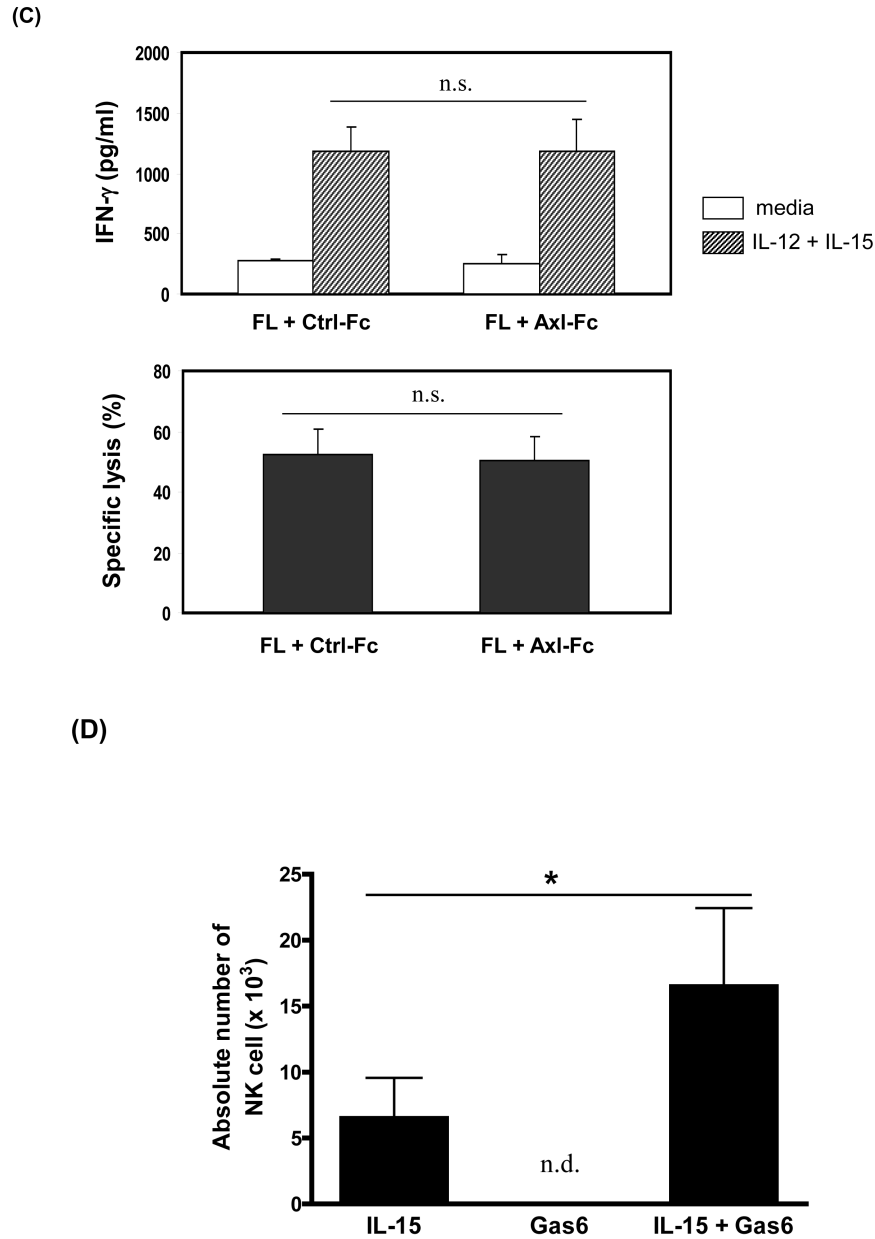 (C)
IFN-γ (pg/ml)
2000
1500
1000
500
0
n.s.
media
IL-12 + IL-15
FL + Ctrl-Fc FL + Axl-Fc
Specific lysis (%)
80
60
40
20
0
n.s.
FL + Ctrl-Fc FL + Axl-Fc
(D)
Absolute number of
NK cell (x 10³)
25
20
15
10
5
0
*
n.d.
IL-15 Gas6 IL-15 + Gas6